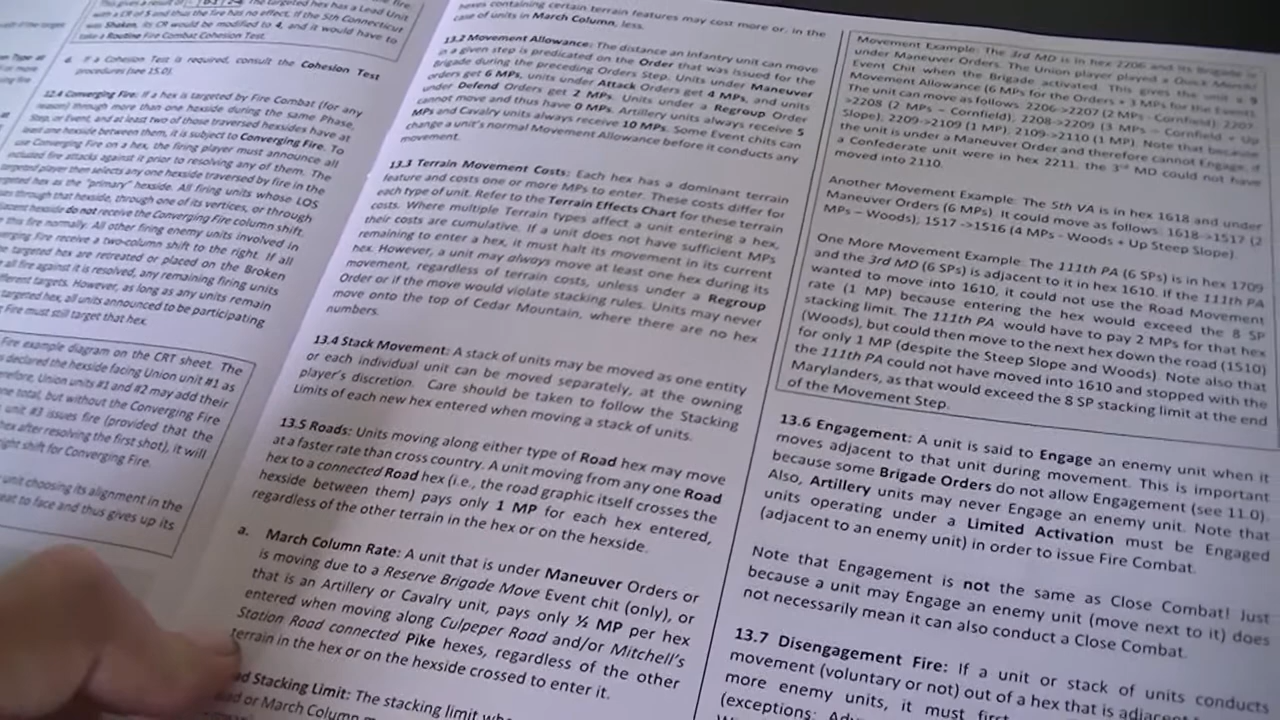 This gives a result of
with a CR of 5 and thus the fire has no effect. If the 5th Connecticut
was Shaken, its CR would be modified to 4, and it would have to
take a Routine Fire Combat Cohesion Test.
d. If a Cohesion Test is required, consult the Cohesion Test
procedures (see 15.0).
12.4 Converging Fire: If a hex is targeted by Fire Combat (for any
reason) through more than one hexside during the same Phase,
Step, or Event, and at least two of those traversed hexsides have at
least one hexside between them, it is subject to Converging Fire. To
use Converging Fire on a hex, the firing player must announce all
included fire attacks against it prior to resolving any of them. The
targeted player then selects any one hexside traversed by fire in the
targeted hex as the "primary" hexside. All firing units whose LOS
pass through that hexside, through one of its vertices, or through
adjacent hexside do not receive the Converging Fire column shift.
this fire normally. All other firing enemy units involved in
Converging Fire receive a two-column shift to the right. If all
targeted hex are retreated or placed on the Broken
all fire against it is resolved, any remaining firing units
different targets. However, as long as any units remain
targeted hex, all units announced to be participating
Fire must still target that hex.
Fire example diagram on the CRT sheet. The
declared the hexside facing Union unit #1 as
Therefore, Union units #1 and #2 may add their
one total, but without the Converging Fire
unit #3 issues fire (provided that the
hex after resolving the first shot), it will
right shift for Converging Fire.
unit choosing its alignment in the
eat to face and thus gives up its
hexes containing certain terrain features may cost more or, in the
case of units in March Column, less.
13.2 Movement Allowance: The distance an Infantry unit can move
in a given step is predicated on the Order that was issued for the
Brigade during the preceding Orders Step. Units under Maneuver
orders get 6 MPs, units under Attack Orders get 4 MPs, and units
under Defend Orders get 2 MPs. Units under a Regroup Order
cannot move and thus have 0 MPs. Artillery units always receive 5
MPs and Cavalry units always receive 10 MPs. Some Event chits can
change a unit's normal Movement Allowance before it conducts any
movement.
13.3 Terrain Movement Costs: Each hex has a dominant terrain
feature and costs one or more MPs to enter. These costs differ for
each type of unit. Refer to the Terrain Effects Chart for these terrain
costs. Where multiple Terrain types affect a unit entering a hex,
their costs are cumulative. If a unit does not have sufficient MPs
remaining to enter a hex, it must halt its movement in its current
hex. However, a unit may always move at least one hex during its
movement, regardless of terrain costs, unless under a Regroup
Order or if the move would violate stacking rules. Units may never
move onto the top of Cedar Mountain, where there are no hex
numbers.
13.4 Stack Movement: A stack of units may be moved as one entity
or each individual unit can be moved separately, at the owning
player's discretion. Care should be taken to follow the Stacking
Limits of each new hex entered when moving a stack of units.
13.5 Roads: Units moving along either type of Road hex may move
at a faster rate than cross country. A unit moving from any one Road
hex to a connected Road hex (i.e., the road graphic itself crosses the
hexside between them) pays only 1 MP for each hex entered,
regardless of the other terrain in the hex or on the hexside.
a. March Column Rate: A unit that is under Maneuver Orders or
is moving due to a Reserve Brigade Move Event chit (only), or
that is an Artillery or Cavalry unit, pays only ½ MP per hex
entered when moving along Culpeper Road and/or Mitchell's
Station Road connected Pike hexes, regardless of the other
terrain in the hex or on the hexside crossed to enter it.
ad Stacking Limit: The stacking limit
ad or March Column
Movement Example: The 3rd MD is in hex 2206 and its Brigade is
under Maneuver Orders. The Union player played a Quick March
Event Chit when the Brigade activated. This gives the unit a 9
Movement Allowance (6 MPs for the Orders + 3 MPs for the Event).
The unit can move as follows: 2206->2207 (2 MPs - Cornfield), 2207
->2208 (2 MPs – Cornfield), 2208->2209 (3 MPs – Cornfield + Up
Slope), 2209->2109 (1 MP), 2109->2110 (1 MP). Note that because
the unit is under a Maneuver Order and therefore cannot Engage, if
a Confederate unit were in hex 2211, the 3rd MD could not have
moved into 2110.
Another Movement Example: The 5th VA is in hex 1618 and under
Maneuver Orders (6 MPs). It could move as follows: 1618->1517 (2
MPs – Woods), 1517 ->1516 (4 MPs - Woods + Up Steep Slope).
One More Movement Example: The 111th PA (6 SPs) is in hex 1709
and the 3rd MD (6 SPs) is adjacent to it in hex 1610. If the 111th PA
wanted to move into 1610, it could not use the Road Movement
rate (1 MP) because entering the hex would exceed the 8 SP
stacking limit. The 111th PA would have to pay 2 MPs for that hex
(Woods), but could then move to the next hex down the road (1510)
for only 1 MP (despite the Steep Slope and Woods). Note also that
the 111th PA could not have moved into 1610 and stopped with the
Marylanders, as that would exceed the 8 SP stacking limit at the end
of the Movement Step.
13.6 Engagement: A unit is said to Engage an enemy unit when it
moves adjacent to that unit during movement. This is important
because some Brigade Orders do not allow Engagement (see 11.0).
Also, Artillery units may never Engage an enemy unit. Note that
units operating under a Limited Activation must be Engaged
(adjacent to an enemy unit) in order to issue Fire Combat.
Note that Engagement is not the same as Close Combat! Just
because a unit may Engage an enemy unit (move next to it) does
not necessarily mean it can also conduct a Close Combat.
13.7 Disengagement Fire: If a unit or stack of units conducts
movement (voluntary or not) out of a hex that is adjacent
more enemy units, it must first
(exceptions: